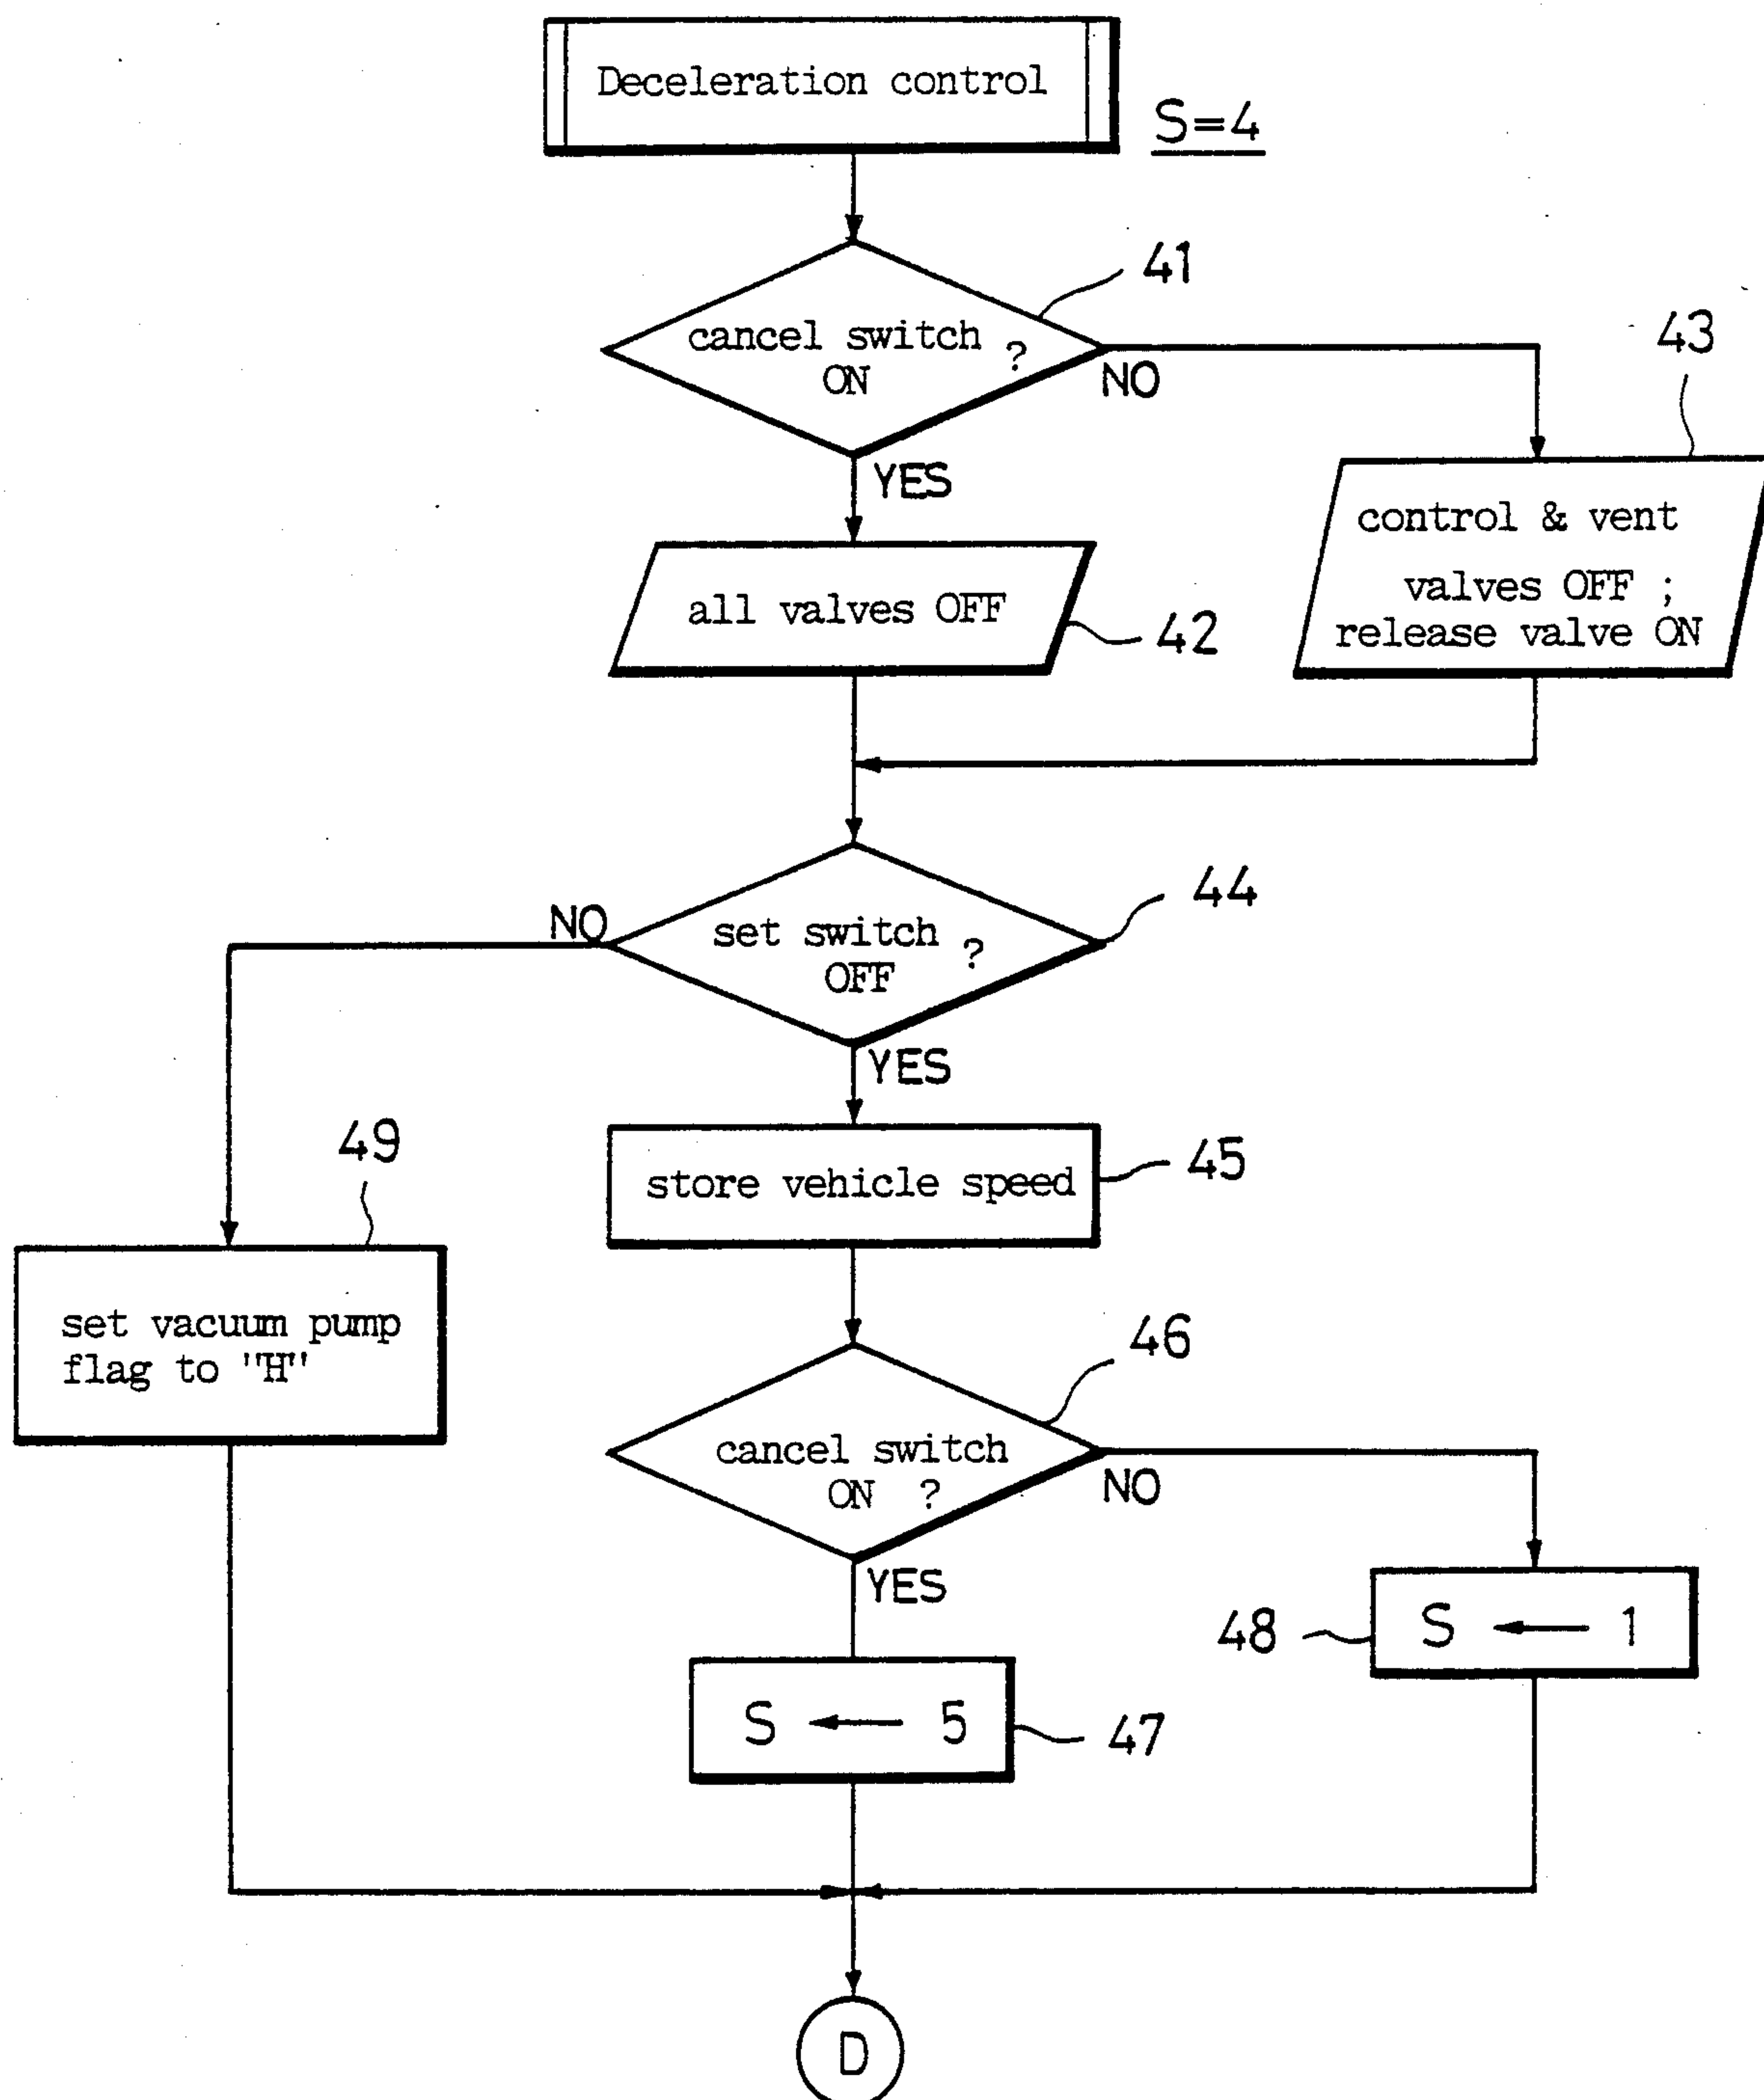 Deceleration control
S=4
41
cancel switch ?
ON
NO
YES
43
control & vent
valves OFF ;
release valve ON
all valves OFF
42
44
NO
set switch ?
OFF
YES
49
45
store vehicle speed
set vacuum pump
flag to "H"
46
cancel switch
ON ?
NO
YES
48
S ← 1
S ← 5
47
D